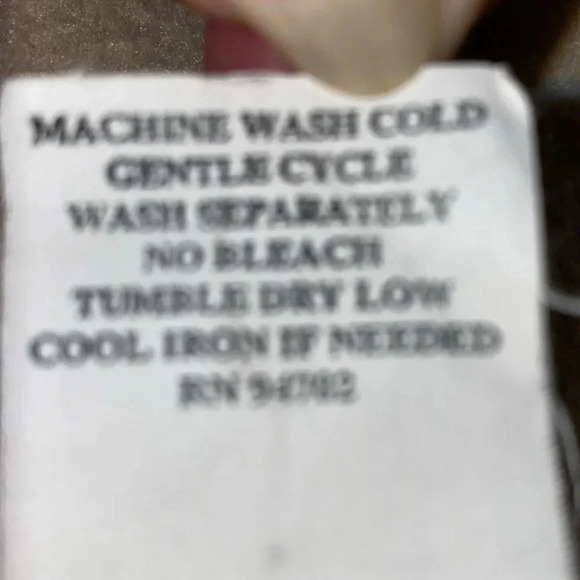 MACHINE WASH COLD
GENTLE CYCLE
WASH SEPARATELY
NO BLEACH
TUMBLE DRY LOW
COOL IRON IF NEEDED
RN